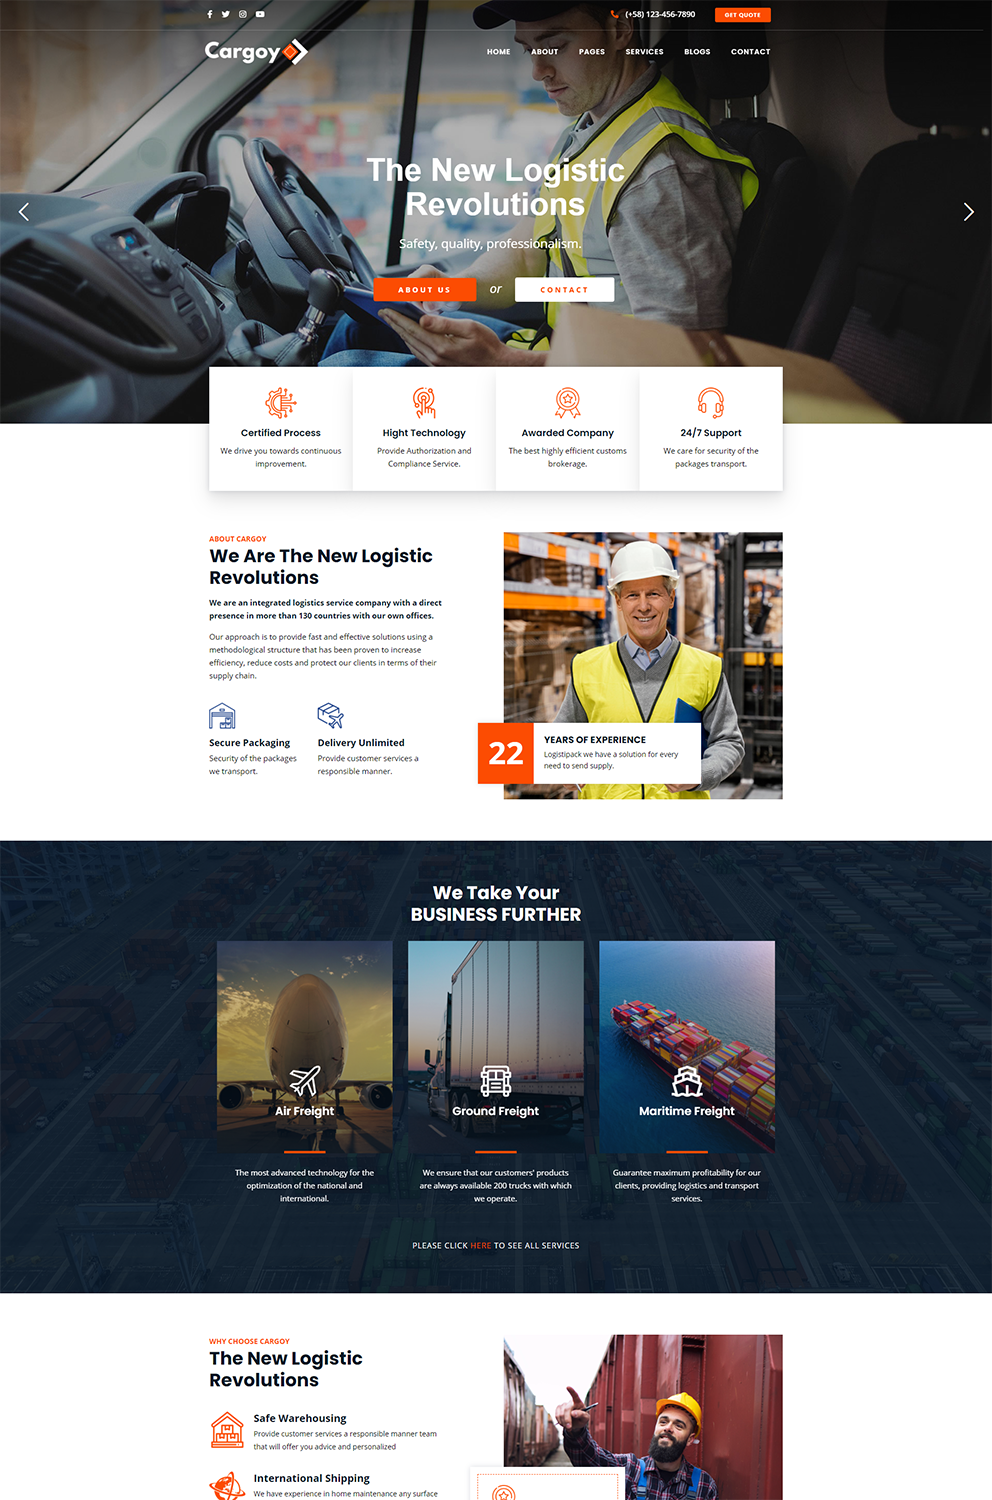 (+58) 123-456-7890
GET QUOTE
Cargoy
HOME ABOUT PAGES SERVICES BLOGS CONTACT
The New Logistic
Revolutions
Safety, quality, professionalism.
ABOUT US or CONTACT
Certified Process
We drive you towards continuous
improvement.
Hight Technology
Provide Authorization and
Compliance Service.
Awarded Company
The best highly efficient customs
brokerage.
24/7 Support
We care for security of the
packages transport.
ABOUT CARGOY
We Are The New Logistic
Revolutions
We are an integrated logistics service company with a direct
presence in more than 130 countries with our own offices.
Our approach is to provide fast and effective solutions using a
methodological structure that has been proven to increase
efficiency, reduce costs and protect our clients in terms of their
supply chain.
Secure Packaging
Security of the packages
we transport.
Delivery Unlimited
Provide customer services a
responsible manner.
22
YEARS OF EXPERIENCE
Logistipack we have a solution for every
need to send supply.
We Take Your
BUSINESS FURTHER
Air Freight
The most advanced technology for the
optimization of the national and
international.
Ground Freight
We ensure that our customers' products
are always available 200 trucks with which
we operate.
Maritime Freight
Guarantee maximum profitability for our
clients, providing logistics and transport
services.
PLEASE CLICK HERE TO SEE ALL SERVICES
WHY CHOOSE CARGOY
The New Logistic
Revolutions
Safe Warehousing
Provide customer services a responsible manner team
that will offer you advice and personalized
International Shipping
We have experience in home maintenance any surface